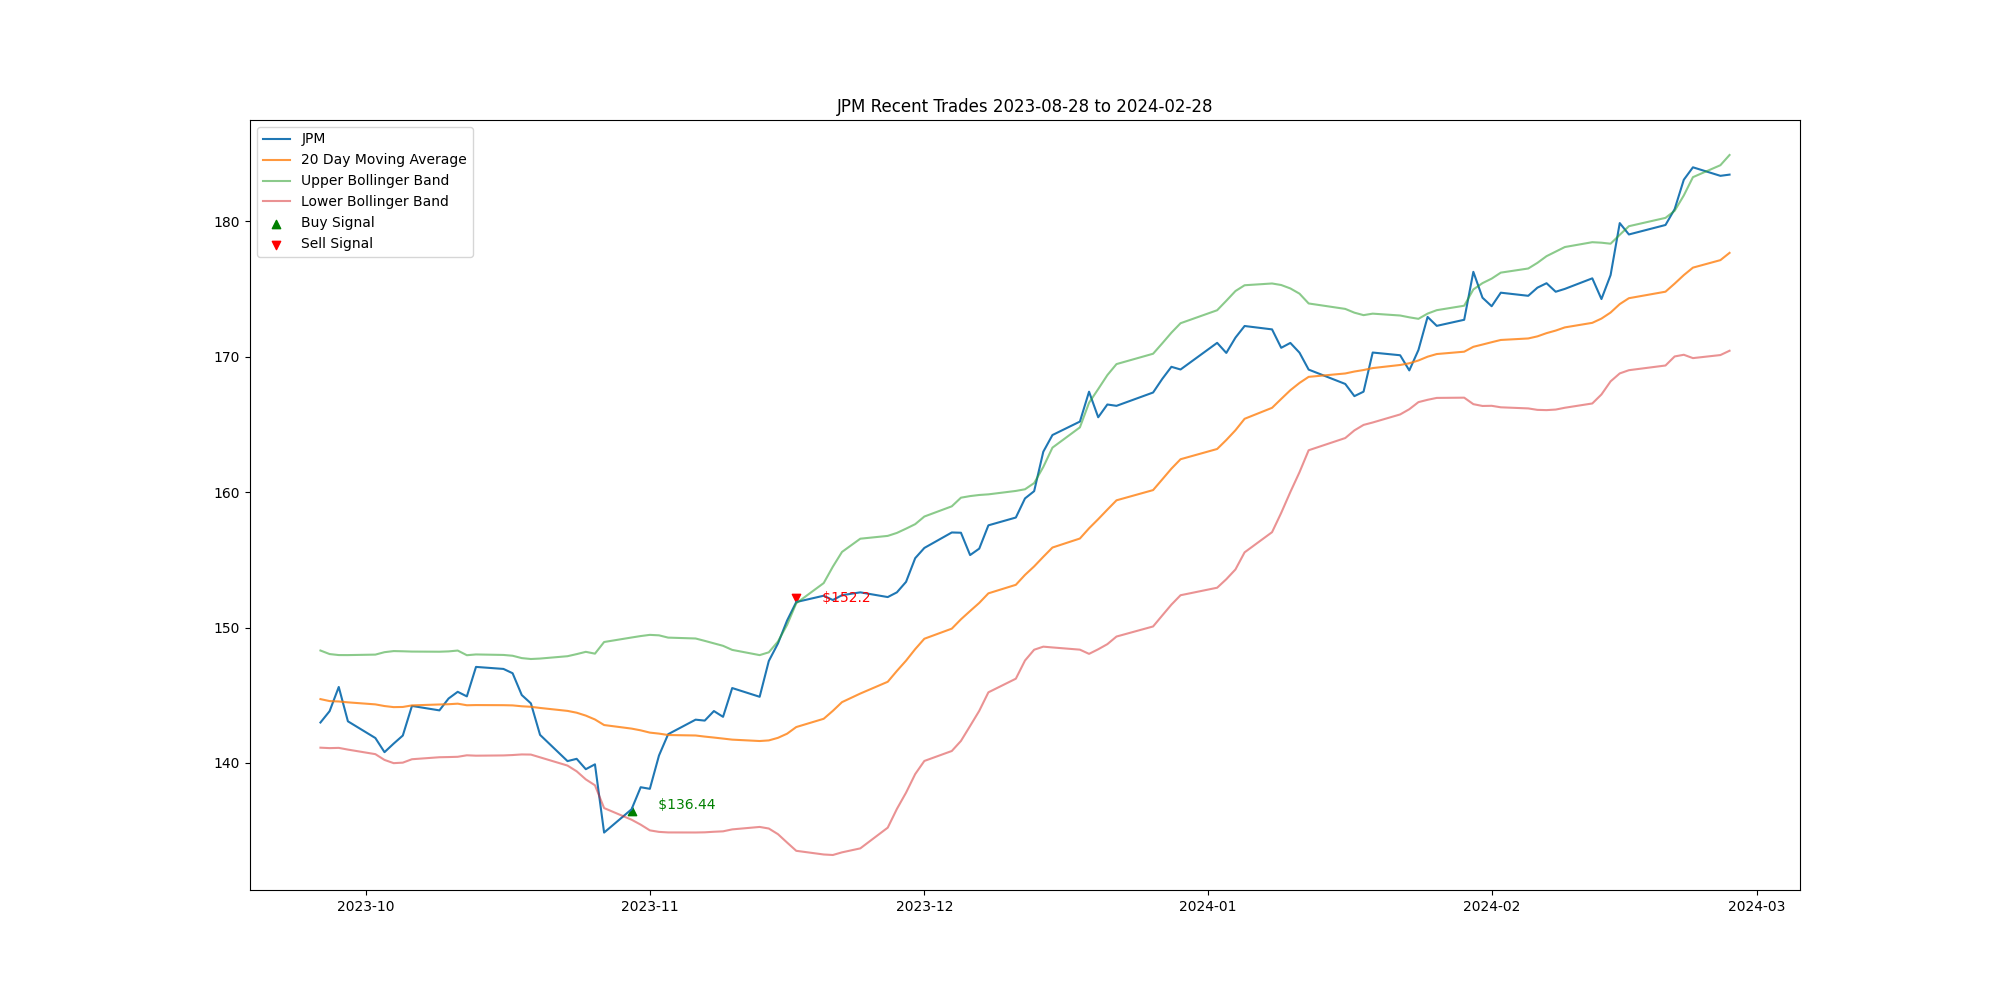 JPM Recent Trades 2023-08-28 to 2024-02-28
JPM
20 Day Moving Average
Upper Bollinger Band
Lower Bollinger Band
Buy Signal
Sell Signal
180
170
160
150
140
$152.2
$136.44
2023-10
2023-11
2023-12
2024-01
2024-02
2024-03